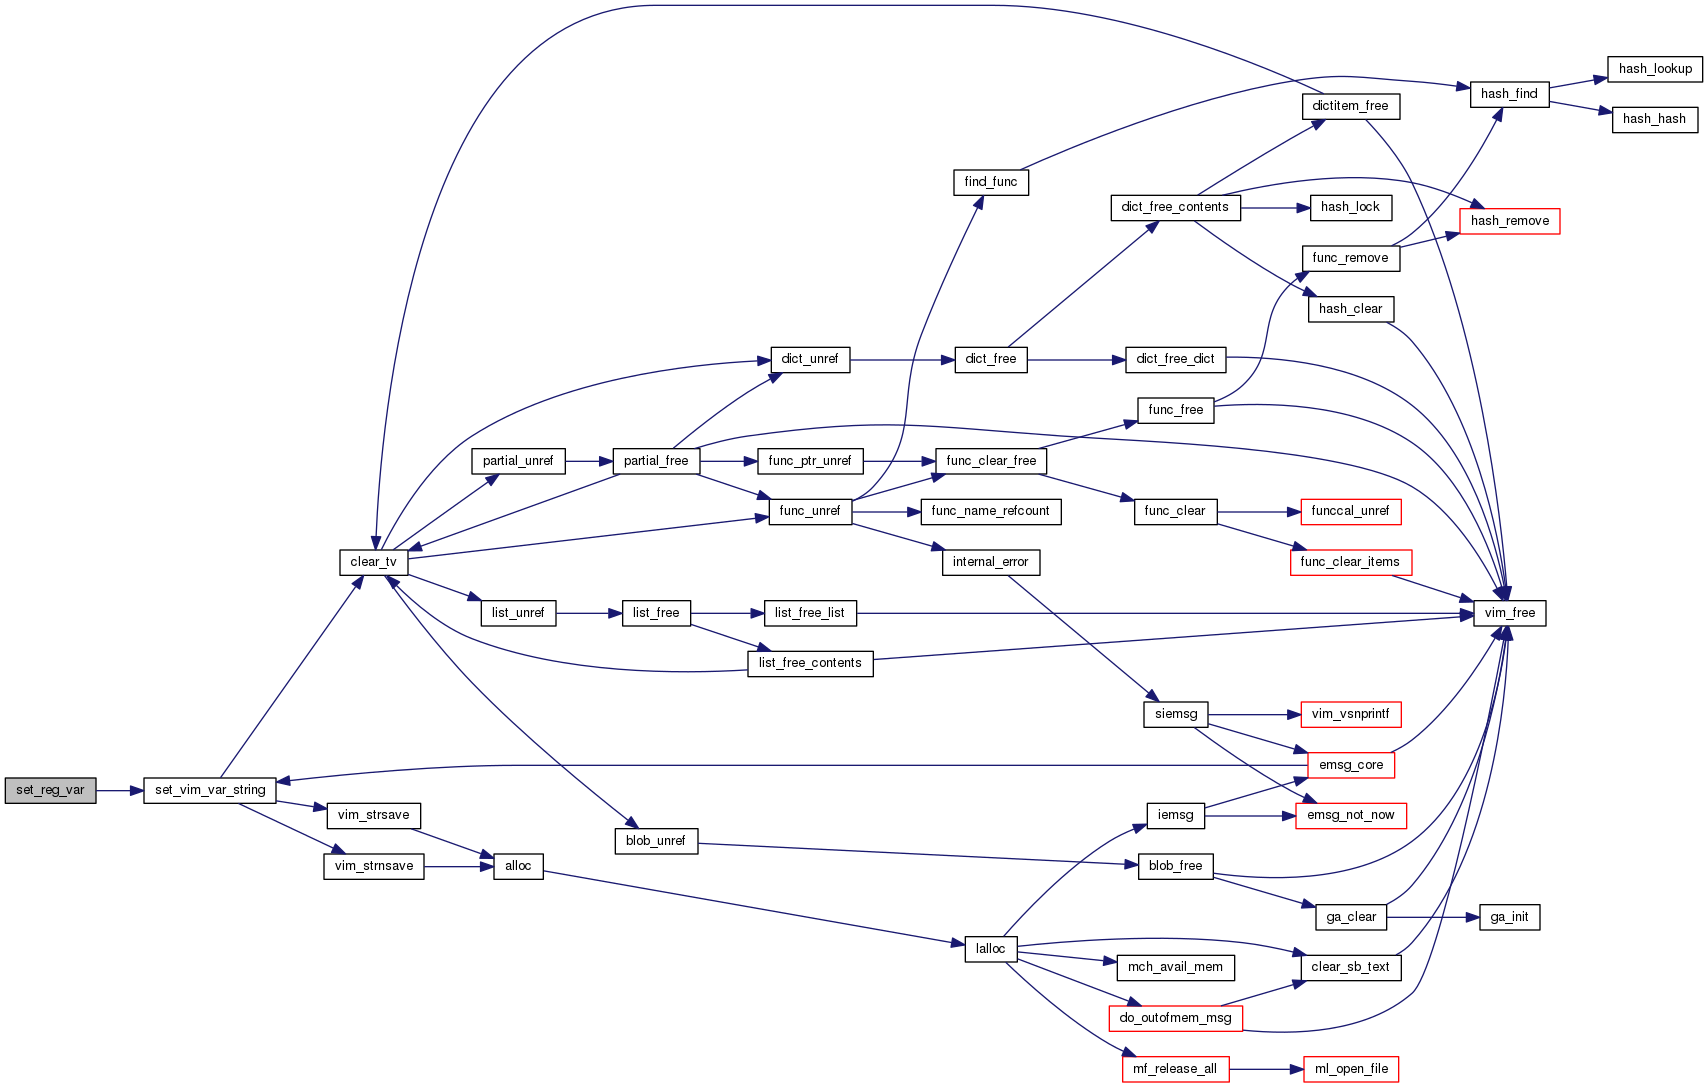 hash_lookup
hash_find
dictitem_free
hash_hash
find_func
dict_free_contents
hash_lock
hash_remove
func_remove
hash_clear
dict_unref
dict_free
dict_free_dict
func_free
partial_unref
partial_free
func_ptr_unref
func_clear_free
func_unref
func_name_refcount
func_clear
funccal_unref
clear_tv
internal_error
func_clear_items
list_unref
list_free
list_free_list
vim_free
list_free_contents
siemsg
vim_vsnprintf
emsg_core
set_reg_var
set_vim_var_string
vim_strsave
iemsg
emsg_not_now
blob_unref
vim_strnsave
alloc
blob_free
ga_clear
ga_init
lalloc
mch_avail_mem
clear_sb_text
do_outofmem_msg
mf_release_all
ml_open_file